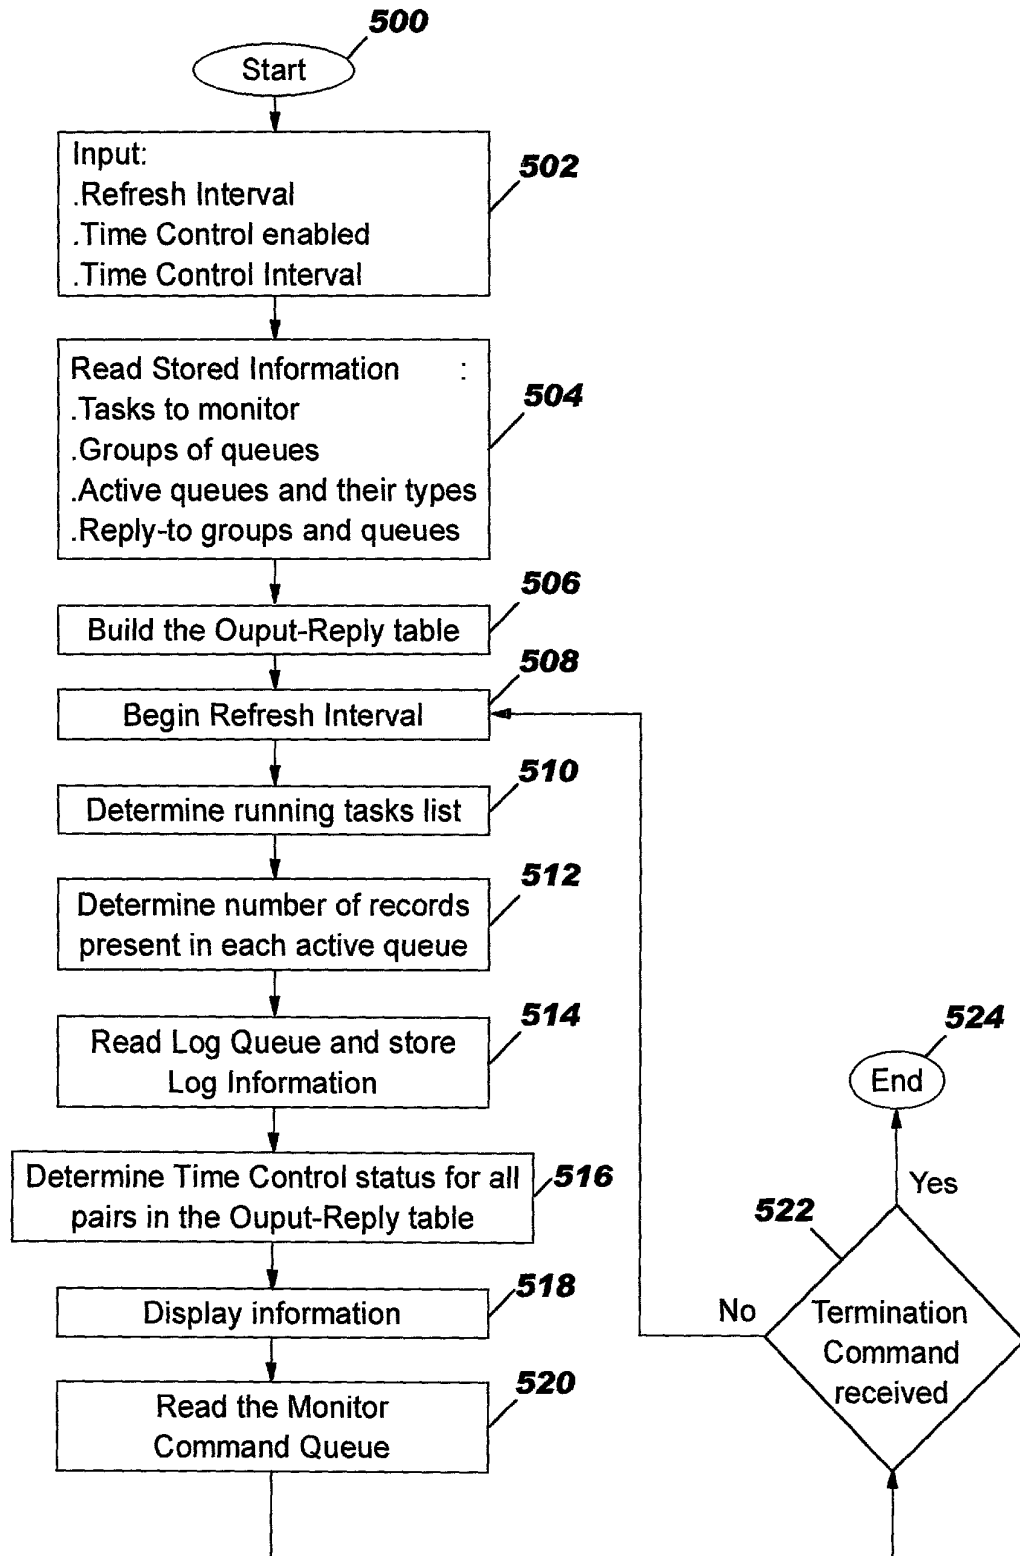 500
Start
Input:
.Refresh Interval
.Time Control enabled
.Time Control Interval
502
Read Stored Information :
.Tasks to monitor
.Groups of queues
.Active queues and their types
.Reply-to groups and queues
504
506
Build the Ouput-Reply table
508
Begin Refresh Interval
510
Determine running tasks list
512
Determine number of records
present in each active queue
514
Read Log Queue and store
Log Information
Determine Time Control status for all
pairs in the Ouput-Reply table
516
518
Display information
520
Read the Monitor
Command Queue
524
End
Yes
522
No
Termination
Command
received